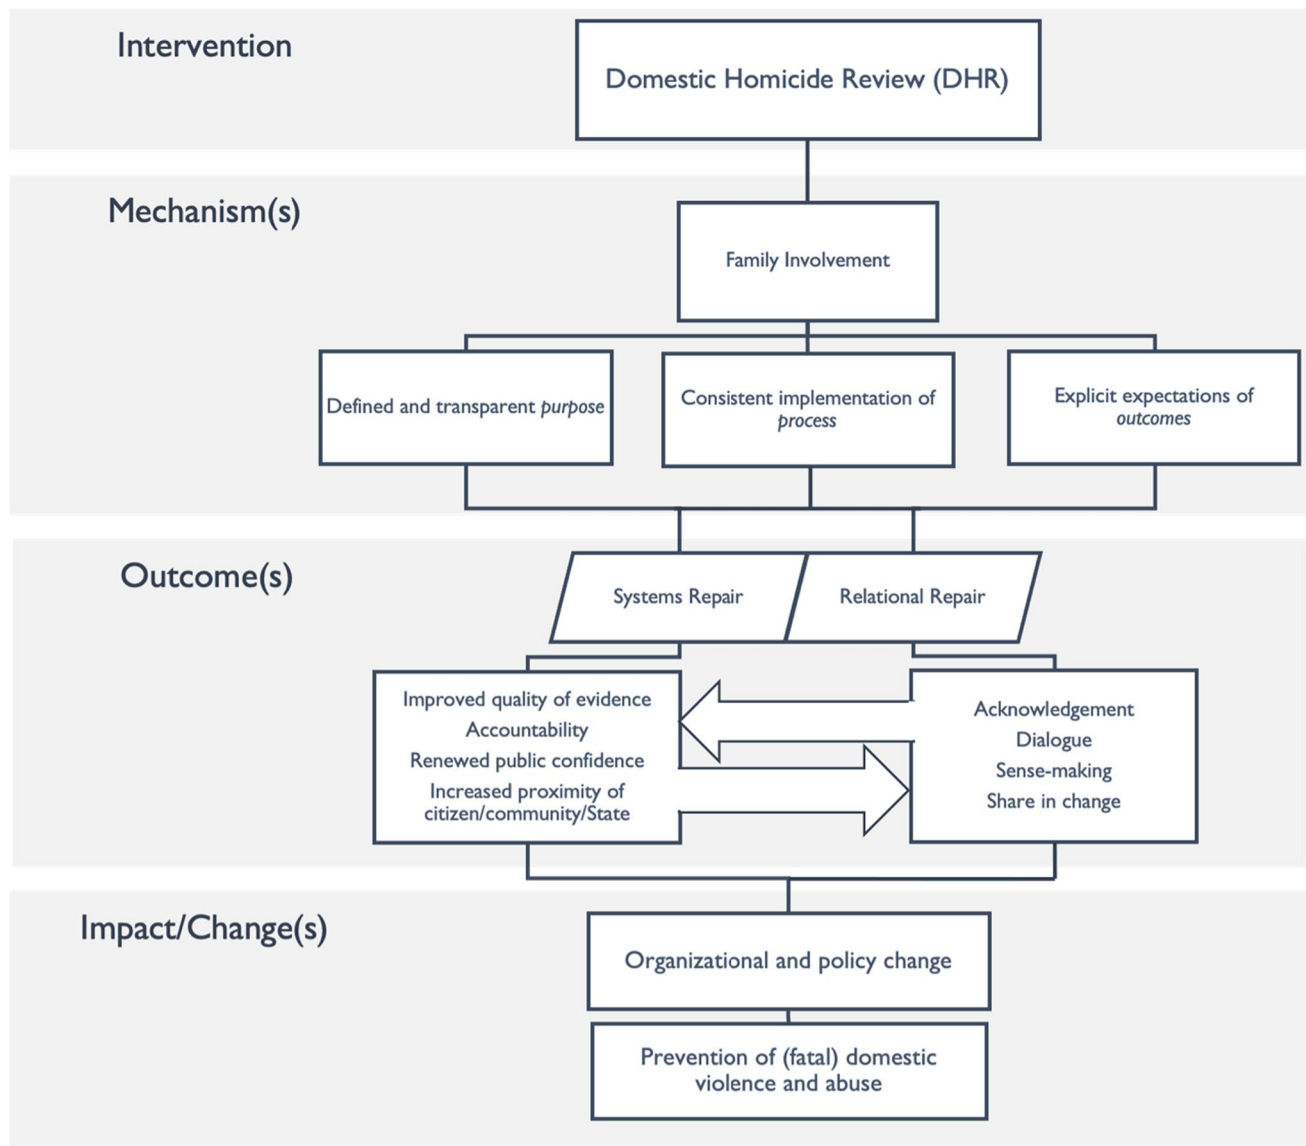 Intervention
Domestic Homicide Review (DHR)
Mechanism(s)
Family Involvement
Defined and transparent purpose
Consistent implementation of
process
Explicit expectations of
outcomes
Outcome(s)
Systems Repair
Relational Repair
Improved quality of evidence
Accountability
Renewed public confidence
Increased proximity of
citizen/community/State
Acknowledgement
Dialogue
Sense-making
Share in change
Impact/Change(s)
Organizational and policy change
Prevention of (fatal) domestic
violence and abuse